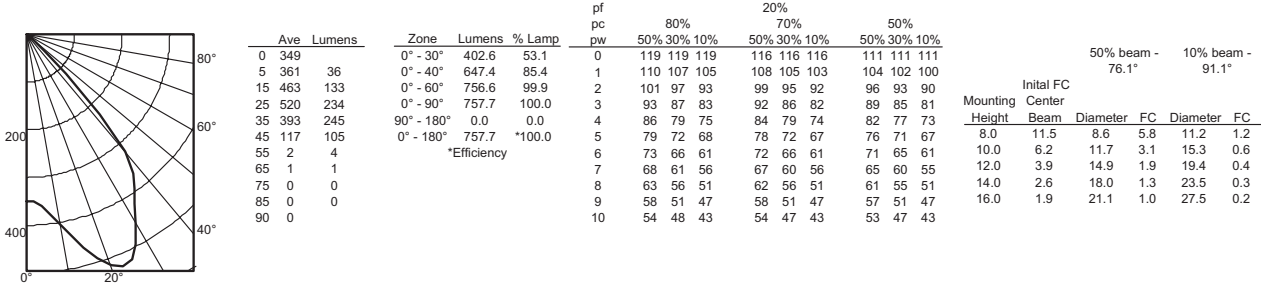 80°
60°
40°
200
400
0° 20°
Ave Lumens
0 349
5 361 36
15 463 133
25 520 234
35 393 245
45 117 105
55 2 4
65 1 1
75 0 0
85 0 0
90 0
Zone Lumens % Lamp
0° - 30° 402.6 53.1
0° - 40° 647.4 85.4
0° - 60° 756.6 99.9
0° - 90° 757.7 100.0
90° - 180° 0.0 0.0
0° - 180° 757.7 *100.0
*Efficiency
pf 20%
pc 80% 70% 50%
pw 50% 30% 10% 50% 30% 10% 50% 30% 10%
0 119 119 119 116 116 116 111 111 111
1 110 107 105 108 105 103 104 102 100
2 101 97 93 99 95 92 96 93 90
3 93 87 83 92 86 82 89 85 81
4 86 79 75 84 79 74 82 77 73
5 79 72 68 78 72 67 76 71 67
6 73 66 61 72 66 61 71 65 61
7 68 61 56 67 60 56 65 60 55
8 63 56 51 62 56 51 61 55 51
9 58 51 47 58 51 47 57 51 47
10 54 48 43 54 47 43 53 47 43
50% beam - 10% beam -
76.1° 91.1°
Inital FC
Mounting Center
Height Beam Diameter FC Diameter FC
8.0 11.5 8.6 5.8 11.2 1.2
10.0 6.2 11.7 3.1 15.3 0.6
12.0 3.9 14.9 1.9 19.4 0.4
14.0 2.6 18.0 1.3 23.5 0.3
16.0 1.9 21.1 1.0 27.5 0.2